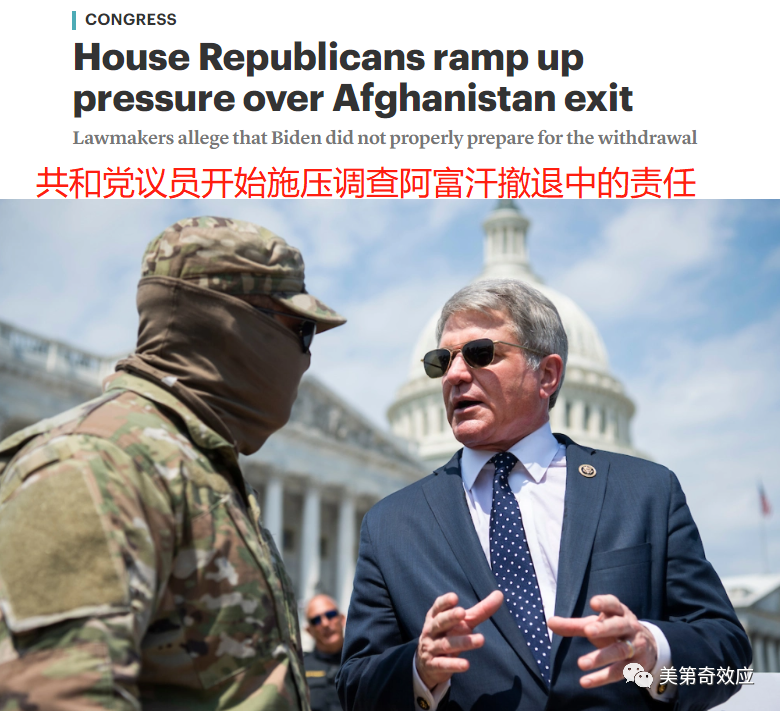 CONGRESS
House Republicans ramp up
pressure over Afghanistan exit
Lawmakers allege that Biden did not properly prepare for the withdrawal
共和党议员开始施压调查阿富汗撤退中的责任
美第奇效应